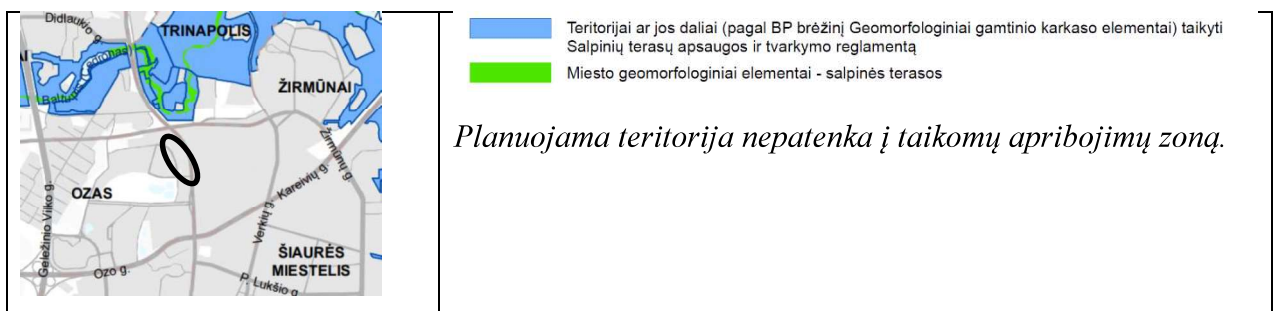 Didlaukio g.
TRINAPOLIS
AI
ŽIRMŪNAI
Žirmūnų g.
Kareivių g.
Verkių g.
OZAS
Geležinio Vilko g.
Ozo g.
ŠIAURĖS
MIESTELIS
P. Lukšio g
Teritorijai ar jos daliai (pagal BP brėžinį Geomorfologiniai gamtinio karkaso elementai) taikyti
Salpinių terasų apsaugos ir tvarkymo reglamentą
Miesto geomorfologiniai elementai - salpinės terasos
Planuojama teritorija nepatenka į taikomų apribojimų zoną.